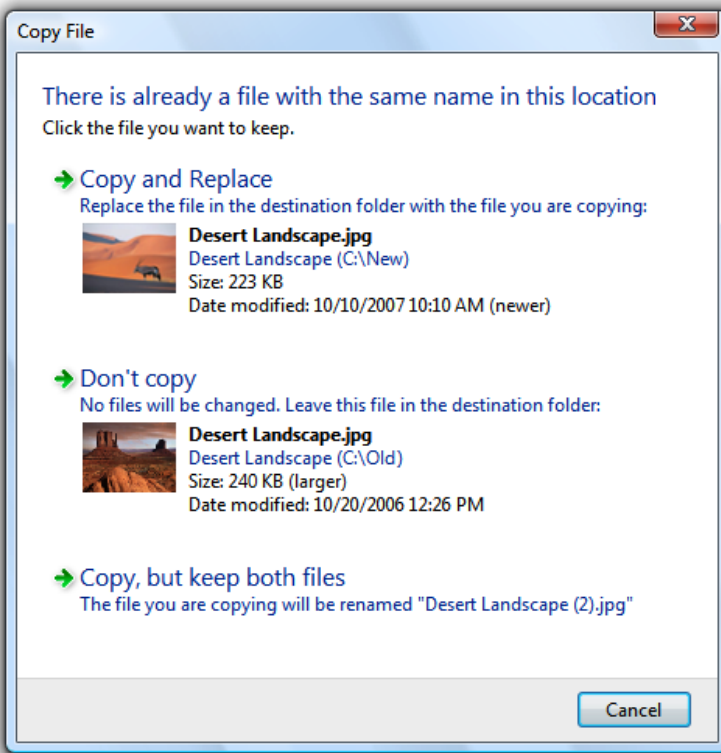 Copy File
There is already a file with the same name in this location
Click the file you want to keep.
Copy and Replace
Replace the file in the destination folder with the file you are copying:
Desert Landscape.jpg
Desert Landscape (C:\New)
Size: 223 KB
Date modified: 10/10/2007 10:10 AM (newer)
Don't copy
No files will be changed. Leave this file in the destination folder:
Desert Landscape.jpg
Desert Landscape (C:\Old)
Size: 240 KB (larger)
Date modified: 10/20/2006 12:26 PM
Copy, but keep both files
The file you are copying will be renamed "Desert Landscape (2).jpg"
Cancel